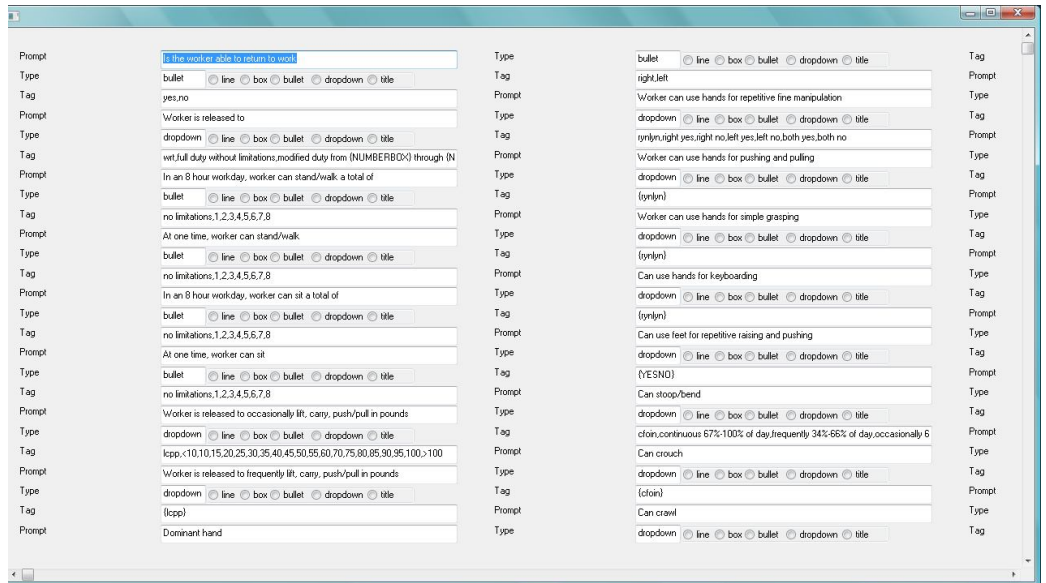 Prompt Is the worker able to return to work Type bullet line box bullet dropdown title Tag
Type bullet line box bullet dropdown title Tag right,left Prompt
Tag yes,no Prompt Worker can use hands for repetitive fine manipulation Type
Prompt Worker is released to Type dropdown line box bullet dropdown title Tag
Type dropdown line box bullet dropdown title Tag rynlyn,right yes,right no,left yes,left no,both yes,both no Prompt
Tag wrt,full duty without limitations,modified duty from {NUMBERBOX} through {N Prompt Worker can use hands for pushing and pulling Type
Prompt In an 8 hour workday, worker can stand/walk a total of Type dropdown line box bullet dropdown title Tag
Type bullet line box bullet dropdown title Tag {rynlyn} Prompt
Tag no limitations,1,2,3,4,5,6,7,8 Prompt Worker can use hands for simple grasping Type
Prompt At one time, worker can stand/walk Type dropdown line box bullet dropdown title Tag
Type bullet line box bullet dropdown title Tag {rynlyn} Prompt
Tag no limitations,1,2,3,4,5,6,7,8 Prompt Can use hands for keyboarding Type
Prompt In an 8 hour workday, worker can sit a total of Type dropdown line box bullet dropdown title Tag
Type bullet line box bullet dropdown title Tag {rynlyn} Prompt
Tag no limitations,1,2,3,4,5,6,7,8 Prompt Can use feet for repetitive raising and pushing Type
Prompt At one time, worker can sit Type dropdown line box bullet dropdown title Tag
Type bullet line box bullet dropdown title Tag {YESNO} Prompt
Tag no limitations,1,2,3,4,5,6,7,8 Prompt Can stoop/bend Type
Prompt Worker is released to occasionally lift, carry, push/pull in pounds Type dropdown line box bullet dropdown title Tag
Type dropdown line box bullet dropdown title Tag cfoin,continuous 67%-100% of day,frequently 34%-66% of day,occasionally 6 Prompt
Tag lcpp,<10,10,15,20,25,30,35,40,45,50,55,60,70,75,80,85,90,95,100,>100 Prompt Can crouch Type
Prompt Worker is released to frequently lift, carry, push/pull in pounds Type dropdown line box bullet dropdown title Tag
Type dropdown line box bullet dropdown title Tag {cfoin} Prompt
Tag {lcpp} Prompt Can crawl Type
Prompt Dominant hand Type dropdown line box bullet dropdown title Tag